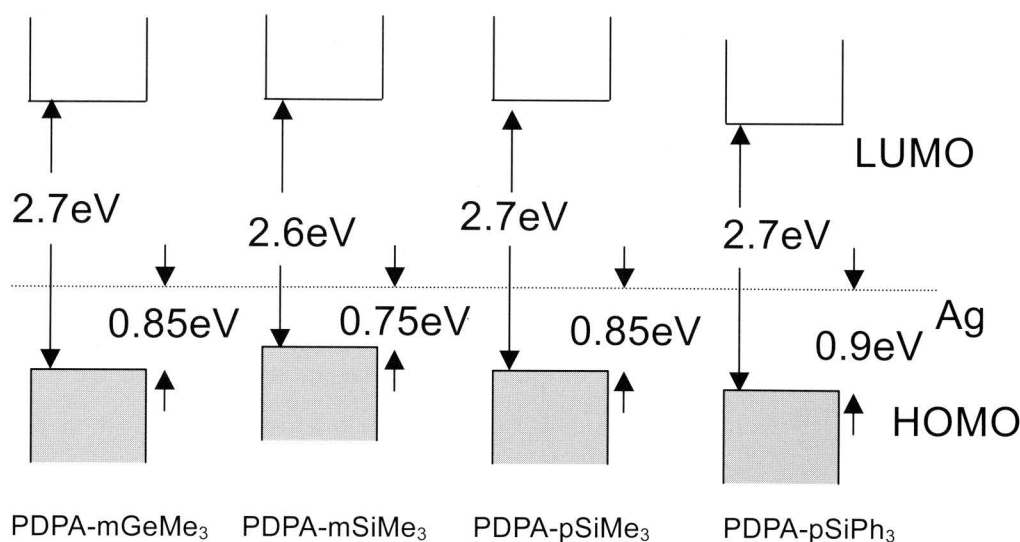 LUMO
2.7eV
2.6eV
2.7eV
2.7eV
0.85eV
0.75eV
0.85eV
0.9eV
Ag
HOMO
PDPA-mGeMe₃
PDPA-mSiMe₃
PDPA-pSiMe₃
PDPA-pSiPh₃